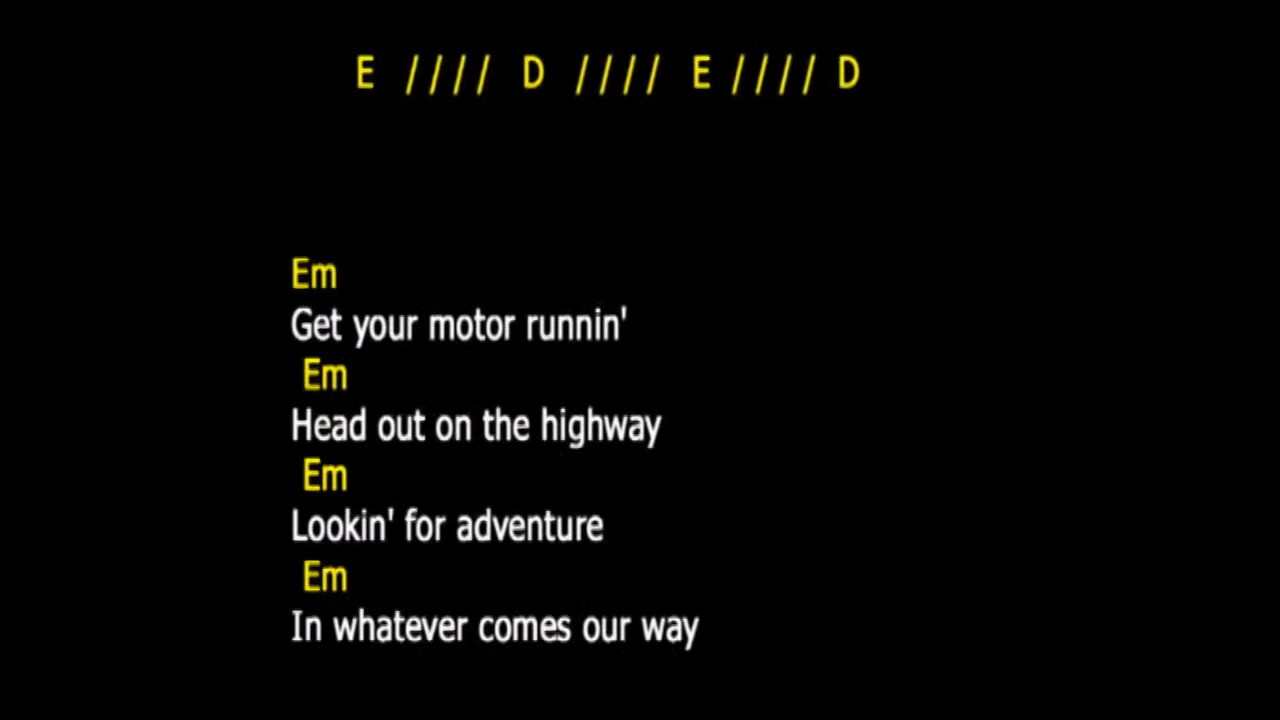 E //// D //// E //// D
Em
Get your motor runnin'
Em
Head out on the highway
Em
Lookin' for adventure
Em
In whatever comes our way